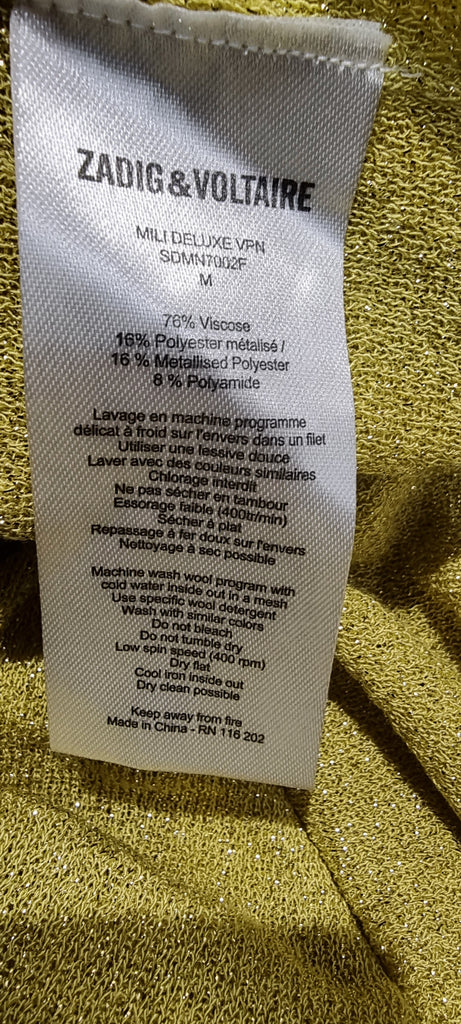 ZADIG&VOLTAIRE
MILI DELUXE VPN
SDMN7002F
M
76% Viscose
16% Polyester métalisé /
16 % Metallised Polyester
8 % Polyamide
Lavage en machine programme
délicat à froid sur l'envers dans un filet
Utiliser une lessive douce
Laver avec des couleurs similaires
Chlorage interdit
Ne pas sécher en tambour
Essorage faible (400tr/min)
Sécher à plat
Repassage à fer doux sur l'envers
Nettoyage à sec possible
Machine wash wool program with
cold water inside out in a mesh
Use specific wool detergent
Wash with similar colors
Do not bleach
Do not tumble dry
Low spin speed (400 rpm)
Dry flat
Cool iron inside out
Dry clean possible
Keep away from fire
Made in China - RN 116 202